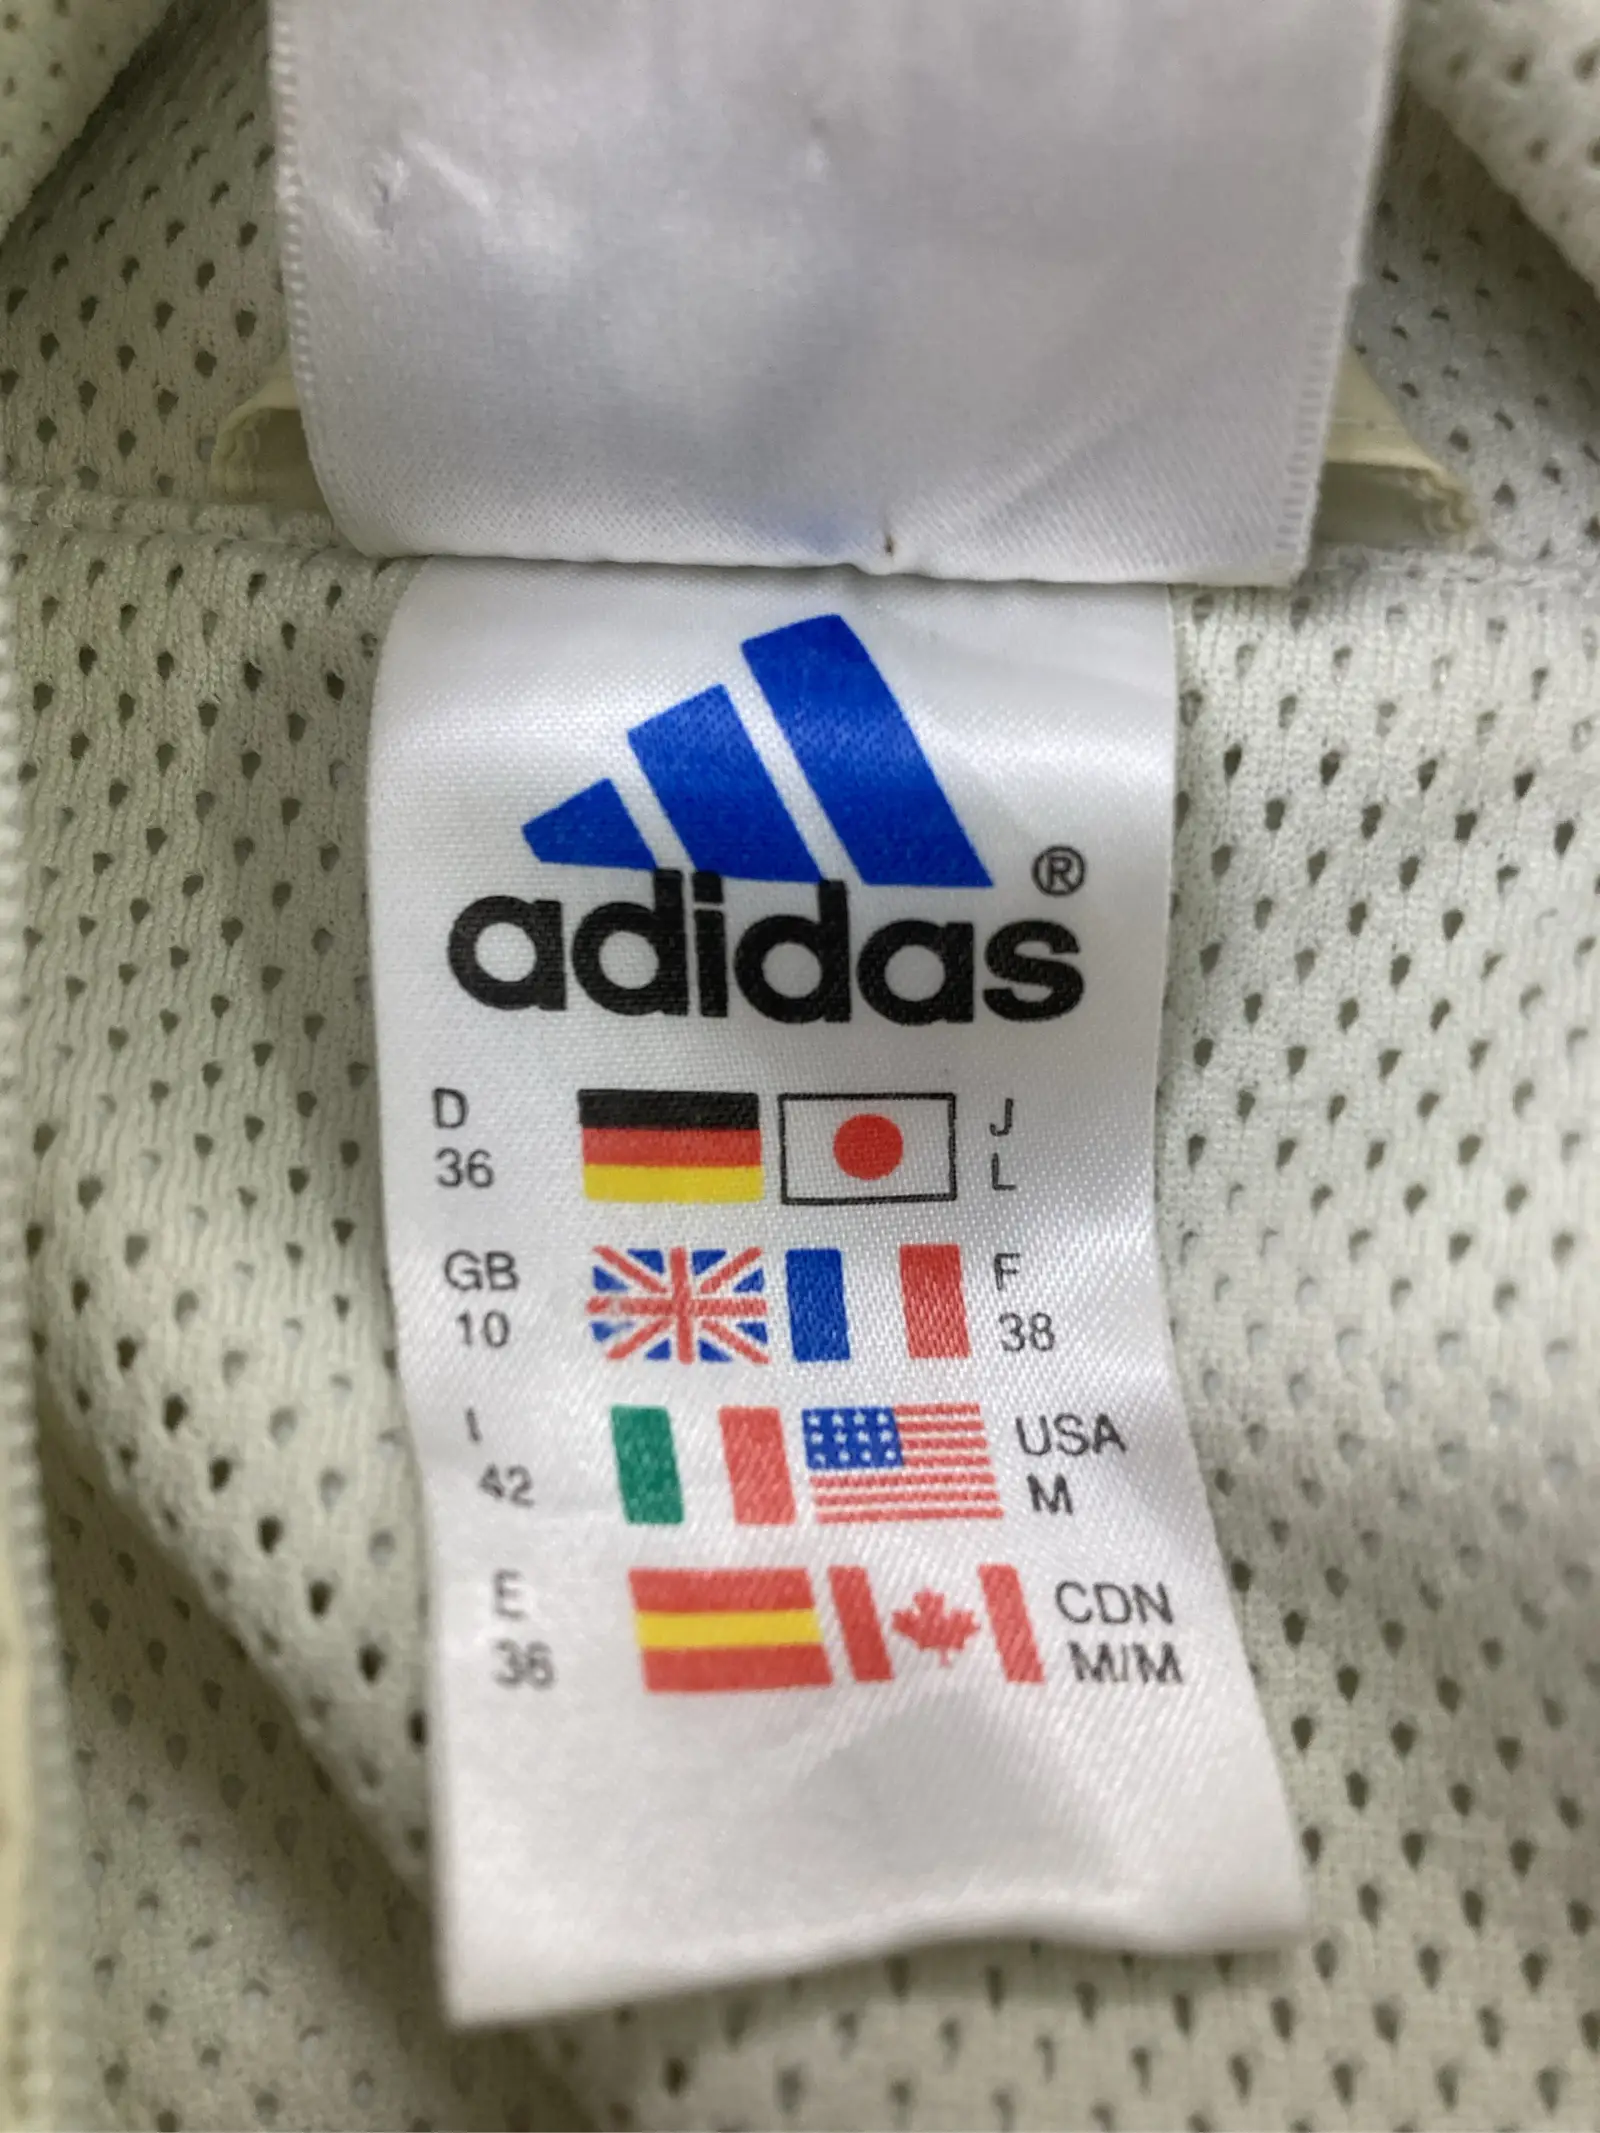 adidas®
D
36
J
L
GB
10
F
38
I
42
USA
M
E
36
CDN
M/M